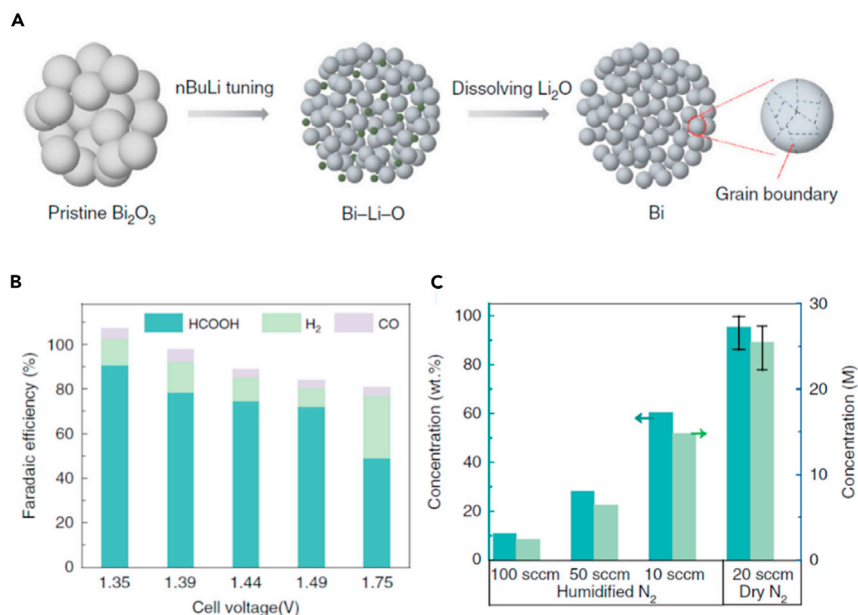 A
nBuLi tuning
Dissolving Li₂O
Pristine Bi₂O₃
Bi–Li–O
Bi
Grain boundary
B
Faradaic efficiency (%)
100
80
60
40
20
0
HCOOH
H₂
CO
1.35
1.39
1.44
1.49
1.75
Cell voltage(V)
C
Concentration (wt.%)
100
80
60
40
20
0
30
20
10
0
Concentration (M)
100 sccm
50 sccm
10 sccm
20 sccm
Humidified N₂
Dry N₂